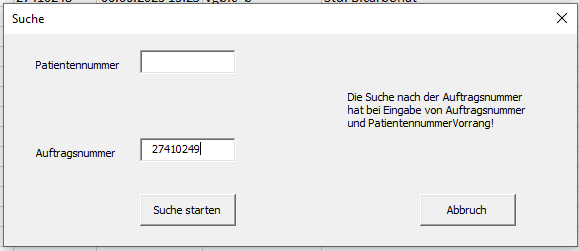 Suche
Patientennummer
Die Suche nach der Auftragsnummer
hat bei Eingabe von Auftragsnummer
und PatientennummerVorrang!
Auftragsnummer
27410249
Suche starten
Abbruch